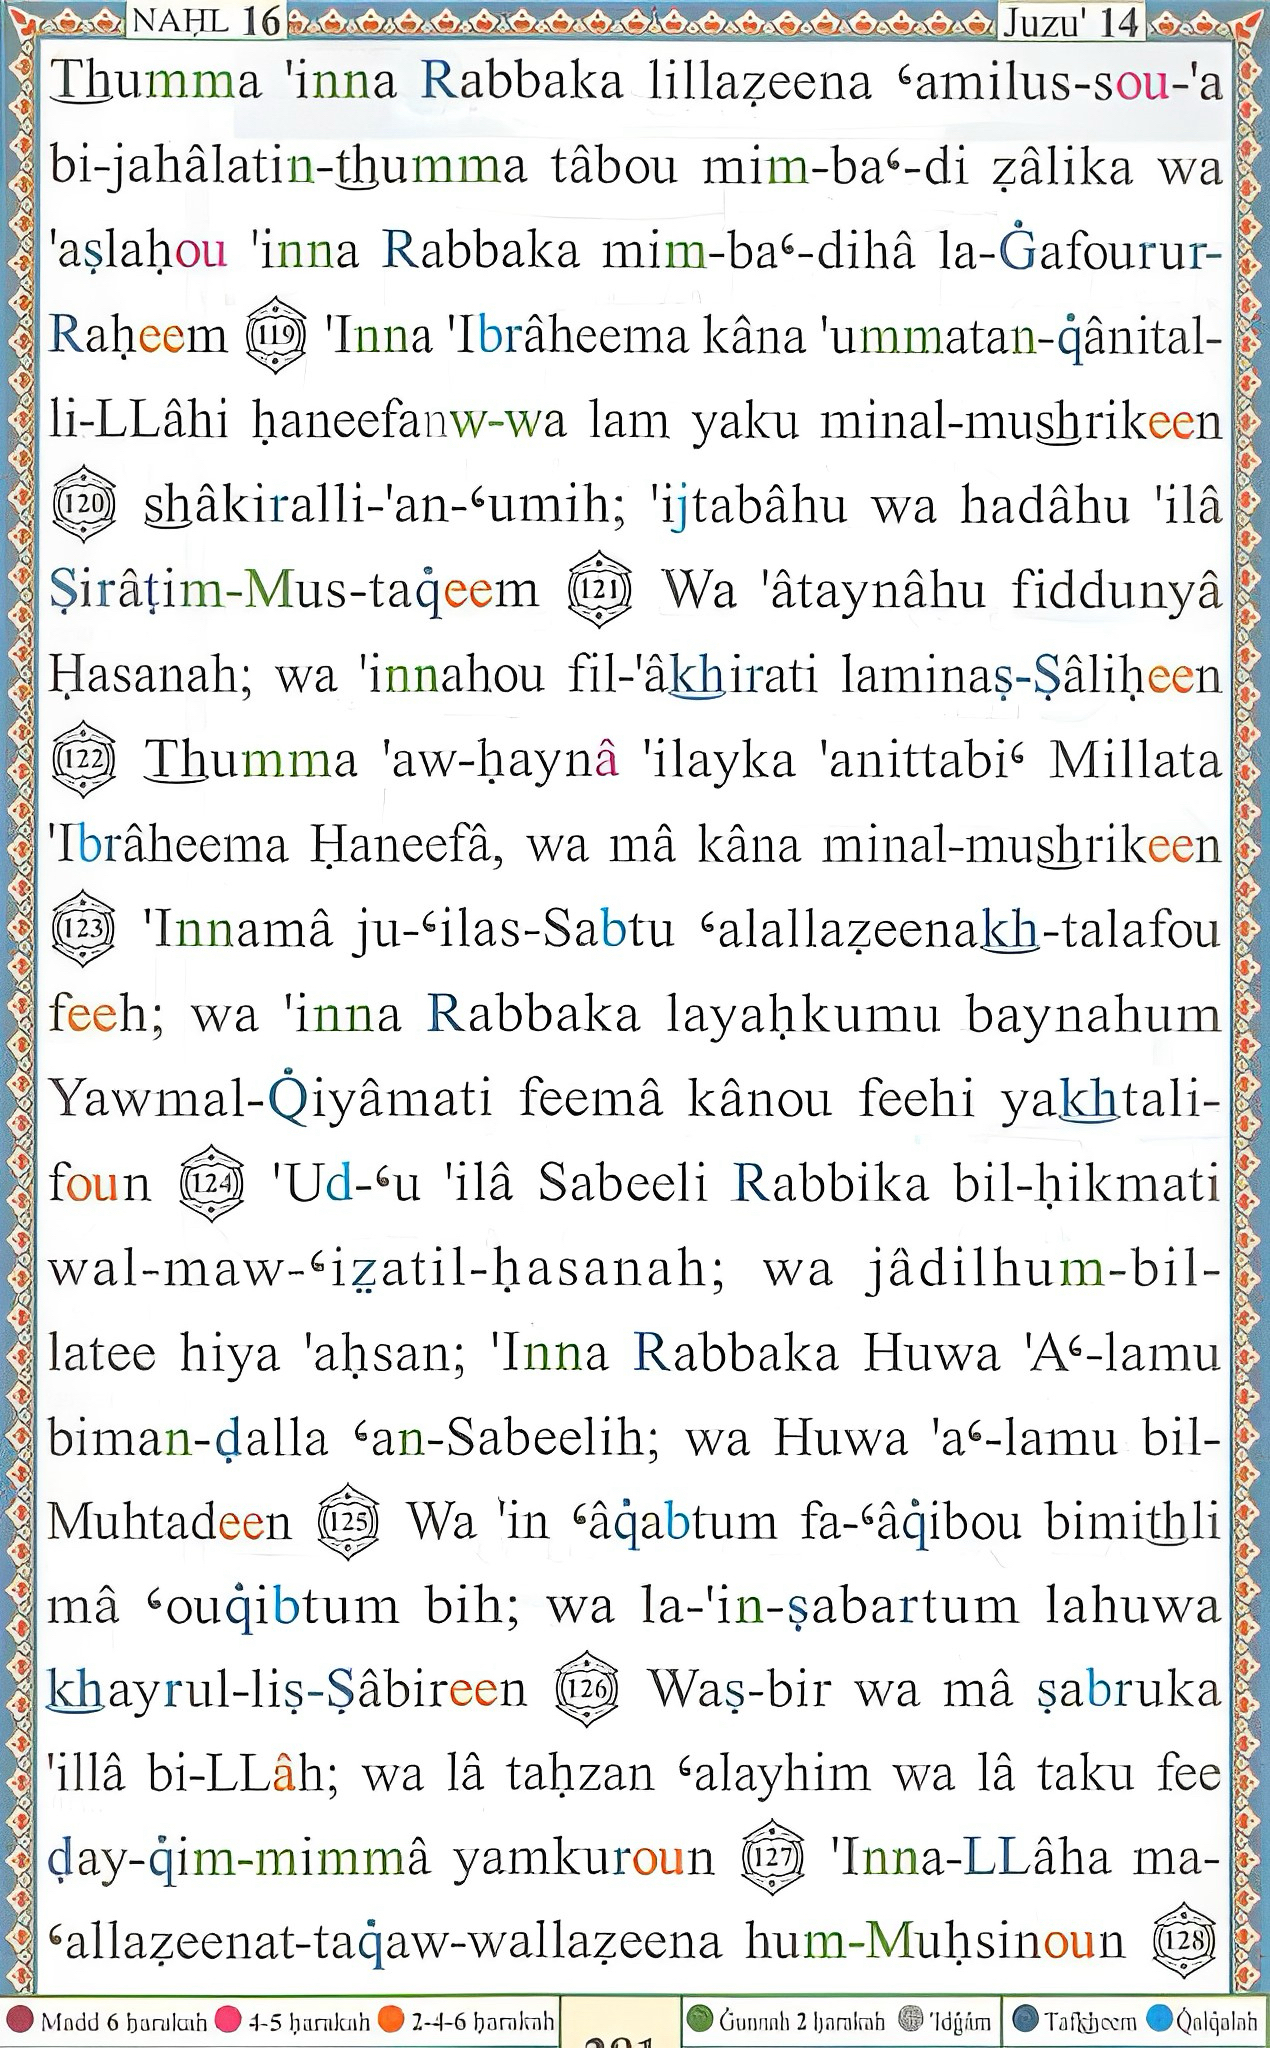 NAḤL 16 Juzu' 14
Thumma 'inna Rabbaka lillaẓeena ʿamilus-sou-'a
bi-jahâlatin-thumma tâbou mim-baʿ-di ẓâlika wa
'aṣlaḥou 'inna Rabbaka mim-baʿ-dihâ la-Ġafourur-
Raḥeem 119 'Inna 'Ibrâheema kâna 'ummatan-q̇ânital-
li-LLâhi ḥaneefanw-wa lam yaku minal-mushrikeen
120 shâkiralli-'an-ʿumih; 'ijtabâhu wa hadâhu 'ilâ
Ṣirâṭim-Mus-taq̇eem 121 Wa 'âtaynâhu fiddunyâ
Ḥasanah; wa 'innahou fil-'âkhirati laminaṣ-Ṣâliḥeen
122 Thumma 'aw-ḥaynâ 'ilayka 'anittabiʿ Millata
'Ibrâheema Ḥaneefâ, wa mâ kâna minal-mushrikeen
123 'Innamâ ju-ʿilas-Sabtu ʿalallaẓeenakh-talafou
feeh; wa 'inna Rabbaka layaḥkumu baynahum
Yawmal-Q̇iyâmati feemâ kânou feehi yakhtali-
foun 124 'Ud-ʿu 'ilâ Sabeeli Rabbika bil-ḥikmati
wal-maw-ʿiẓ̤atil-ḥasanah; wa jâdilhum-bil-
latee hiya 'aḥsan; 'Inna Rabbaka Huwa 'Aʿ-lamu
biman-ḍalla ʿan-Sabeelih; wa Huwa 'aʿ-lamu bil-
Muhtadeen 125 Wa 'in ʿâq̇abtum fa-ʿâq̇ibou bimithli
mâ ʿouq̇ibtum bih; wa la-'in-ṣabartum lahuwa
khayrul-liṣ-Ṣâbireen 126 Waṣ-bir wa mâ ṣabruka
'illâ bi-LLâh; wa lâ taḥzan ʿalayhim wa lâ taku fee
ḍay-q̇im-mimmâ yamkuroun 127 'Inna-LLâha ma-
ʿallaẓeenat-taq̇aw-wallaẓeena hum-Muḥsinoun 128
Madd 6 ḥarakah 4-5 ḥarakah 2-4-6 ḥarakah Ġunnah 2 ḥarakah 'Idġâm Tafkheem Q̇alq̇alah